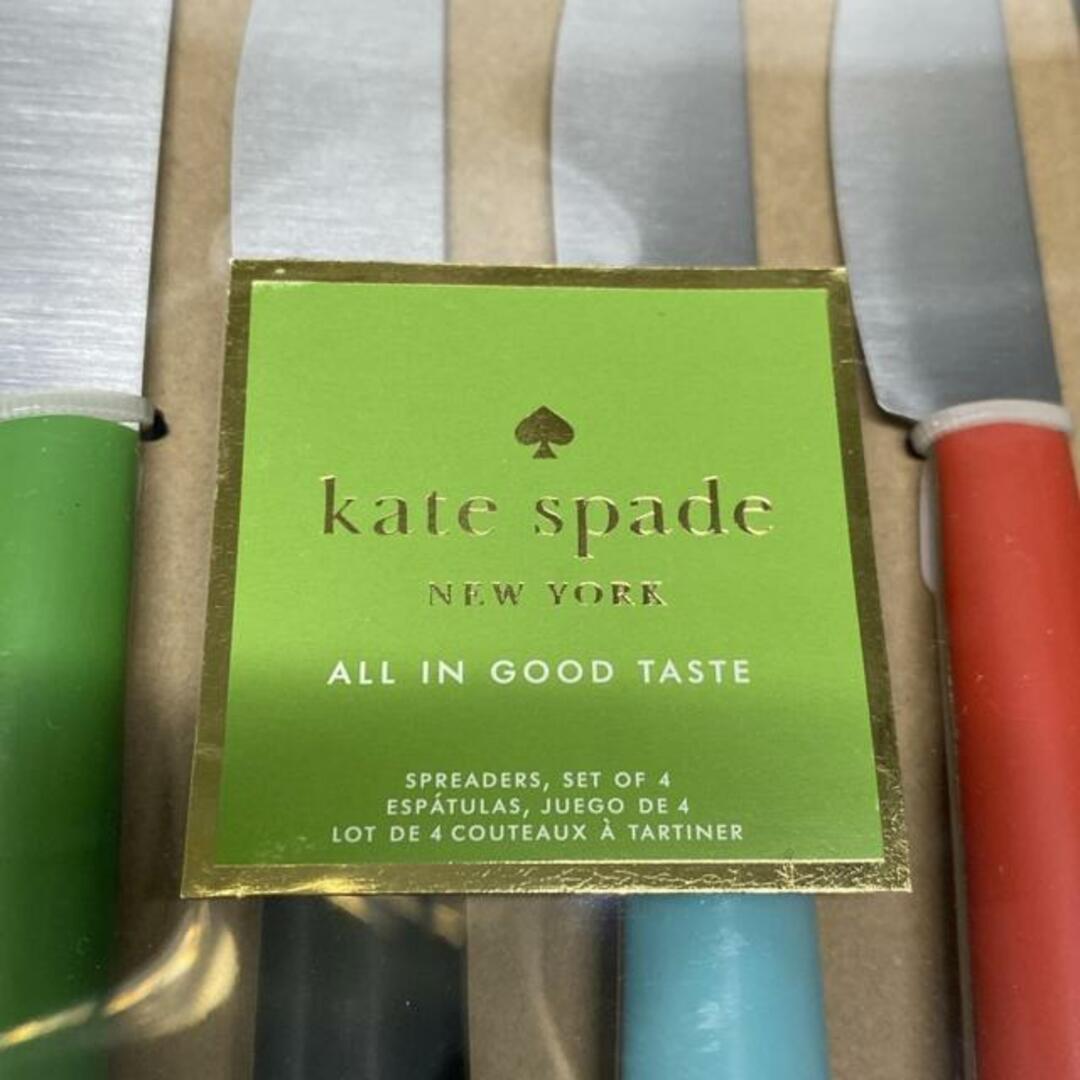 kate spade
NEW YORK
ALL IN GOOD TASTE
SPREADERS, SET OF 4
ESPÁTULAS, JUEGO DE 4
LOT DE 4 COUTEAUX À TARTINER